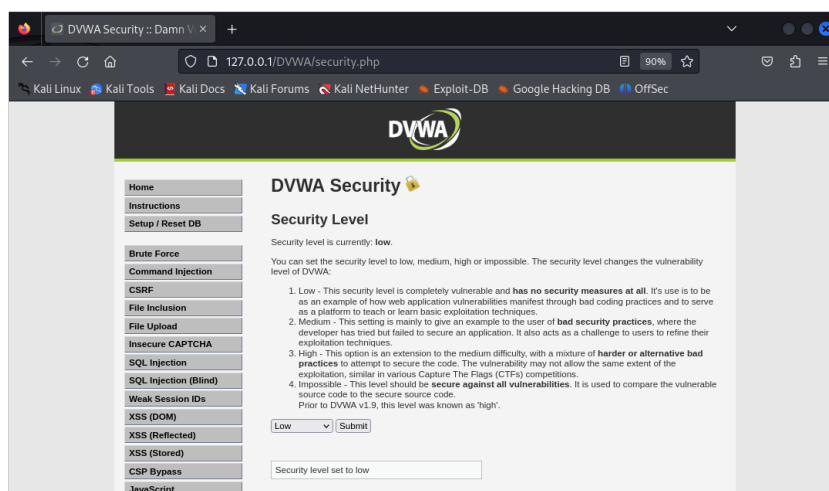 DVWA Security :: Damn V
127.0.0.1/DVWA/security.php
90%
Kali Linux Kali Tools Kali Docs Kali Forums Kali NetHunter Exploit-DB Google Hacking DB OffSec
DVWA
Home
Instructions
Setup / Reset DB
Brute Force
Command Injection
CSRF
File Inclusion
File Upload
Insecure CAPTCHA
SQL Injection
SQL Injection (Blind)
Weak Session IDs
XSS (DOM)
XSS (Reflected)
XSS (Stored)
CSP Bypass
JavaScript
DVWA Security
Security Level
Security level is currently: low.
You can set the security level to low, medium, high or impossible. The security level changes the vulnerability
level of DVWA:
1. Low - This security level is completely vulnerable and has no security measures at all. It's use is to be
as an example of how web application vulnerabilities manifest through bad coding practices and to serve
as a platform to teach or learn basic exploitation techniques.
2. Medium - This setting is mainly to give an example to the user of bad security practices, where the
developer has tried but failed to secure an application. It also acts as a challenge to users to refine their
exploitation techniques.
3. High - This option is an extension to the medium difficulty, with a mixture of harder or alternative bad
practices to attempt to secure the code. The vulnerability may not allow the same extent of the
exploitation, similar in various Capture The Flags (CTFs) competitions.
4. Impossible - This level should be secure against all vulnerabilities. It is used to compare the vulnerable
source code to the secure source code.
Prior to DVWA v1.9, this level was known as 'high'.
Low Submit
Security level set to low